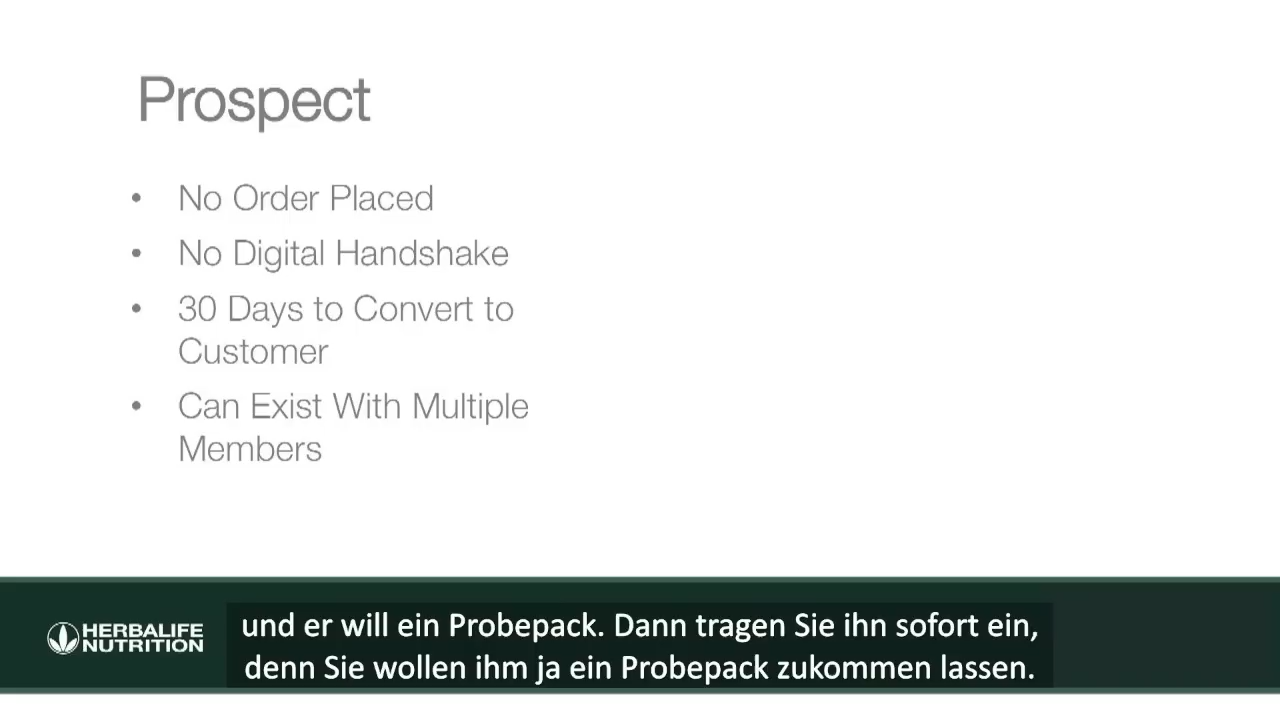 Prospect
• No Order Placed
• No Digital Handshake
• 30 Days to Convert to
Customer
• Can Exist With Multiple
Members
HERBALIFE
NUTRITION
und er will ein Probepack. Dann tragen Sie ihn sofort ein,
denn Sie wollen ihm ja ein Probepack zukommen lassen.